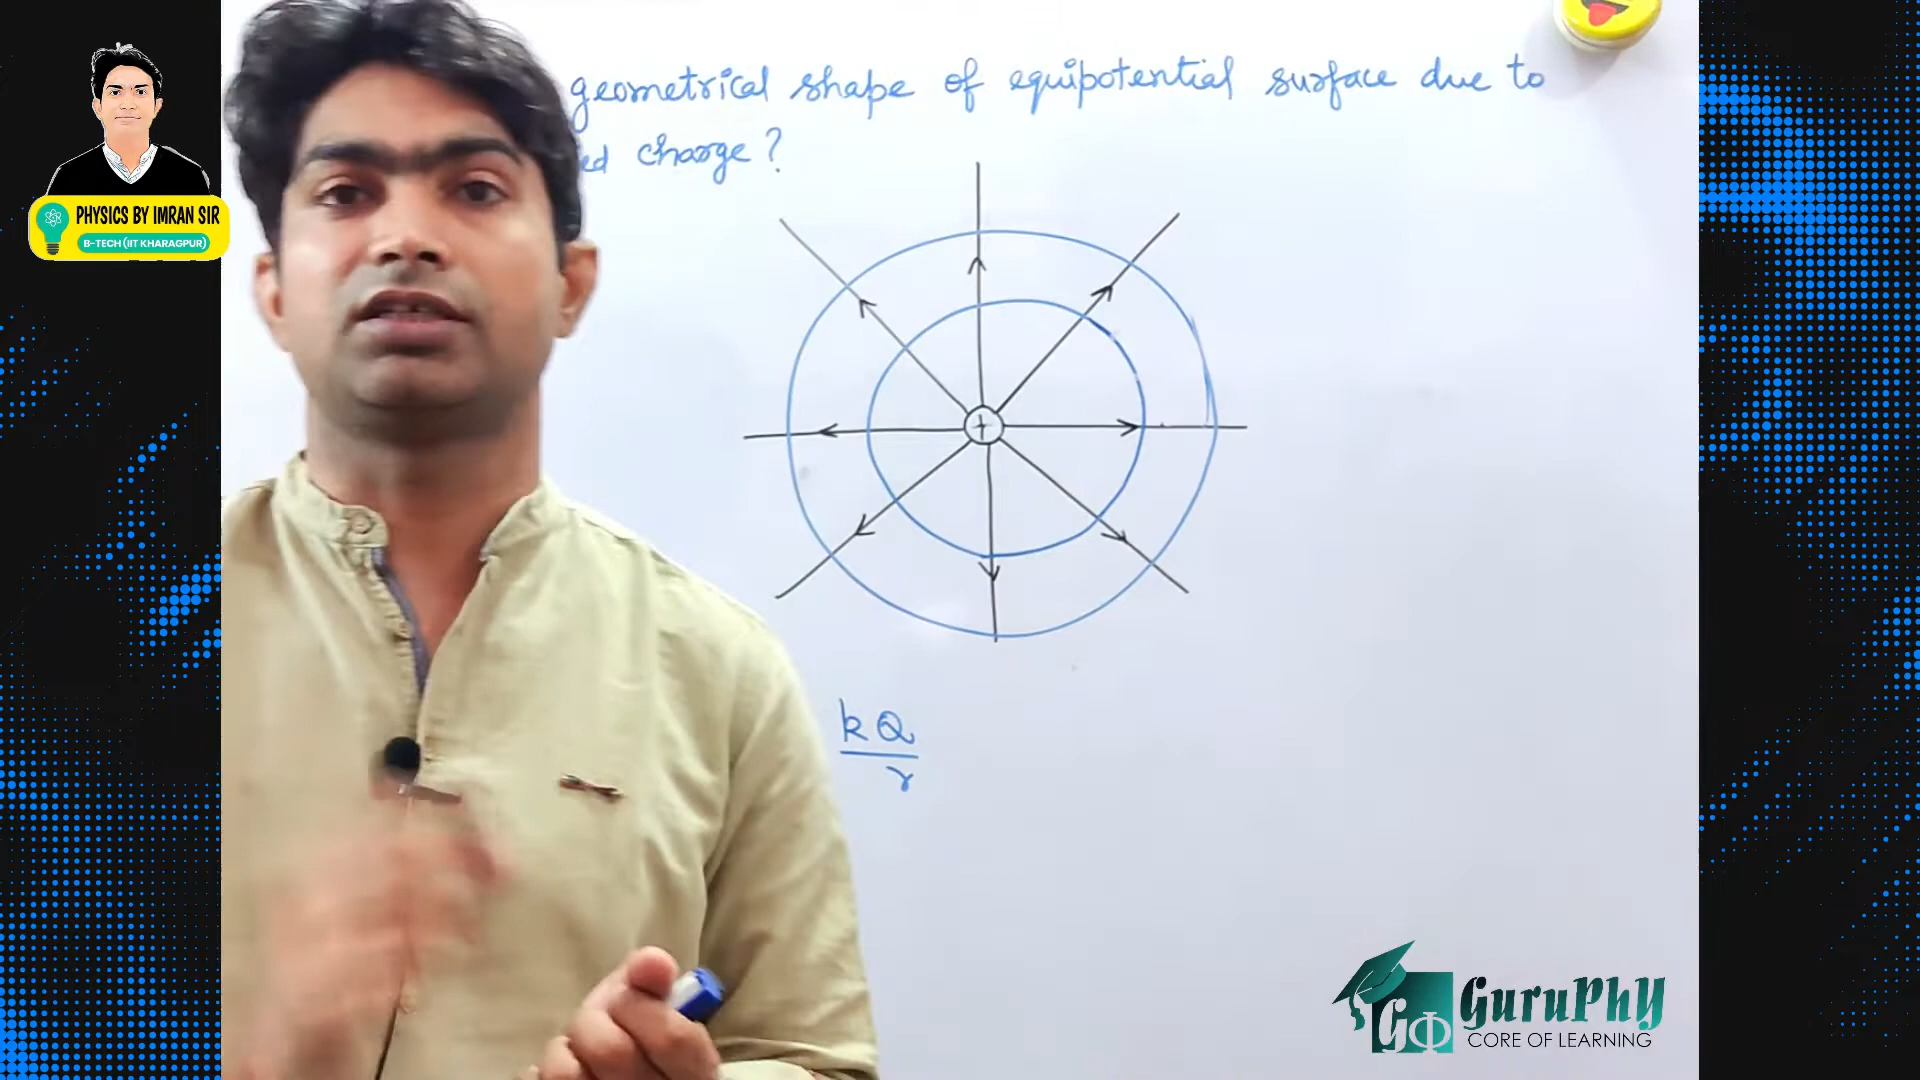 geometrical shape of equipotential surface due to
charge?
+
kQ
r
PHYSICS BY IMRAN SIR
B-TECH (IIT KHARAGPUR)
GΦ GuruPhy
CORE OF LEARNING